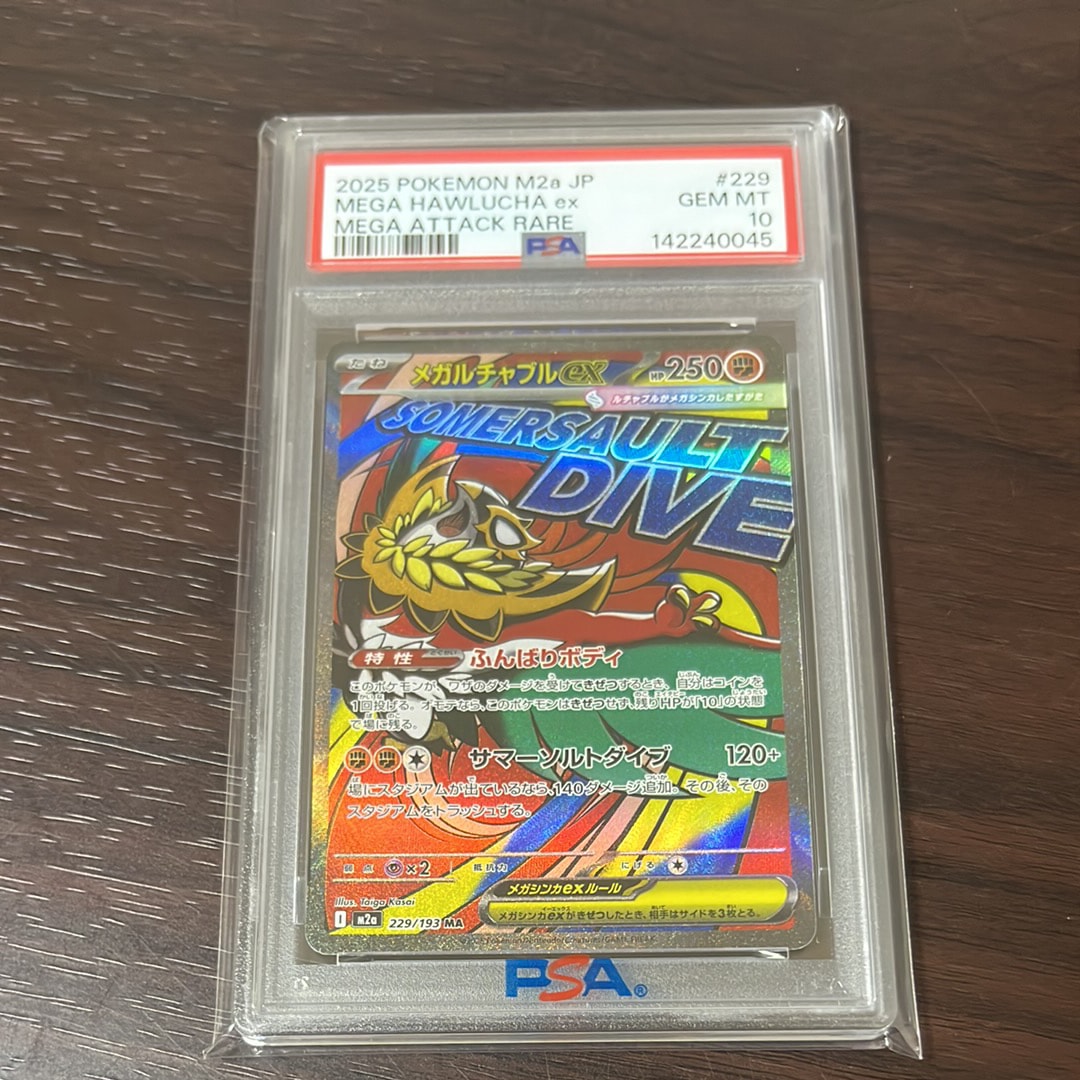 2025 POKEMON M2a JP #229
MEGA HAWLUCHA ex GEM MT
MEGA ATTACK RARE 10
PSA 142240045
たね メガルチャブルex HP250
ルチャブルがメガシンカしたすがた
SOMERSAULT
DIVE
特性 とくせい ふんばりボディ
このポケモンが、ワザのダメージを受けてきぜつするとき、自分はコインを
1回投げる。オモテなら、このポケモンはきぜつせず、残りHPが「10」の状態
で場に残る。
サマーソルトダイブ 120+
場にスタジアムが出ているなら、140ダメージ追加。その後、その
スタジアムをトラッシュする。
弱点 ×2 抵抗力 にげる
メガシンカexルール
メガシンカexがきぜつしたとき、相手はサイドを3枚とる。
Illus. Taiga Kasai
I M2a 229/193 MA
PSA®